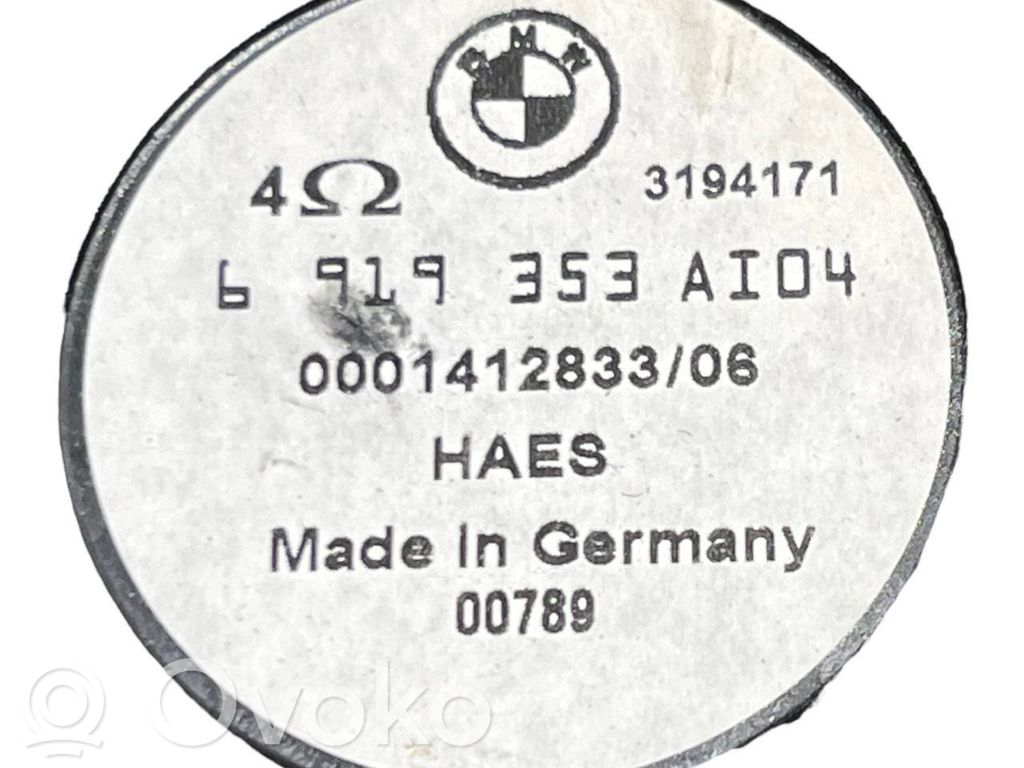 BMW
4Ω 3194171
6 919 353 AI04
0001412833/06
HAES
Made In Germany
00789
Ovoko